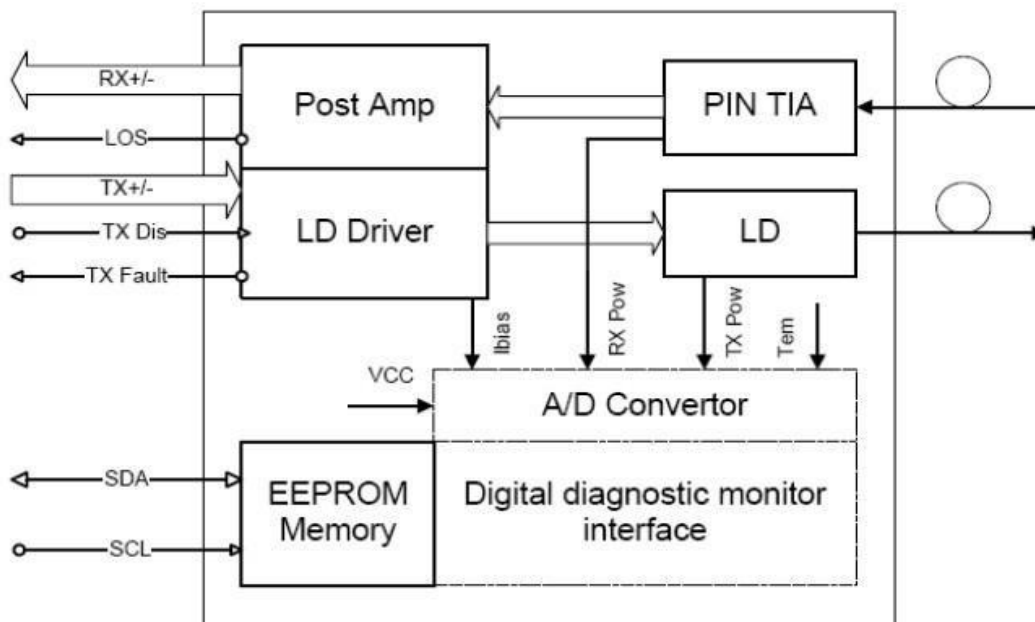 RX+/-
Post Amp
PIN TIA
LOS
TX+/-
TX Dis
LD Driver
LD
TX Fault
Ibias
RX Pow
TX Pow
Tem
VCC
A/D Convertor
SDA
EEPROM
Memory
Digital diagnostic monitor
interface
SCL